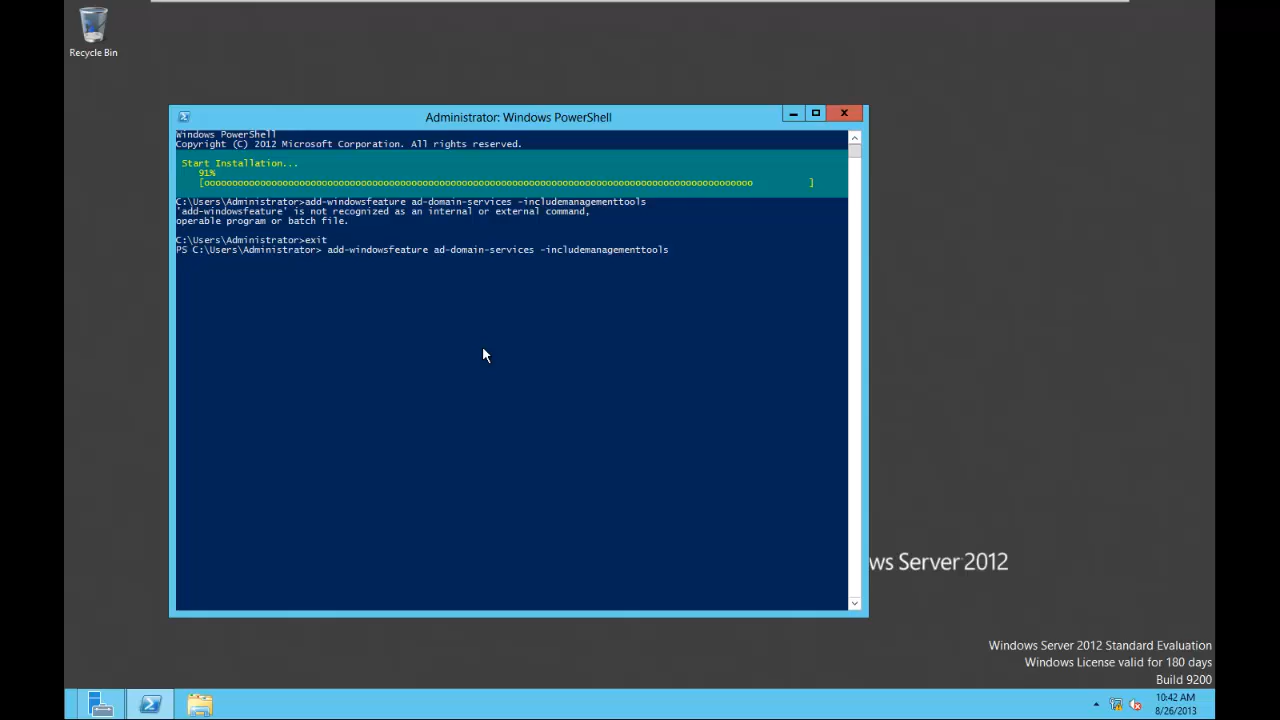 Recycle Bin
Administrator: Windows PowerShell
Windows PowerShell
Copyright (C) 2012 Microsoft Corporation. All rights reserved.
Start Installation...
91%
[oooooooooooooooooooooooooooooooooooooooooooooooooooooooooooooooooooooooooooooooooooooooooooooooooo          ]
C:\Users\Administrator>add-windowsfeature ad-domain-services -includemanagementtools
'add-windowsfeature' is not recognized as an internal or external command,
operable program or batch file.
C:\Users\Administrator>exit
PS C:\Users\Administrator> add-windowsfeature ad-domain-services -includemanagementtools
ws Server 2012
Windows Server 2012 Standard Evaluation
Windows License valid for 180 days
Build 9200
10:42 AM
8/26/2013